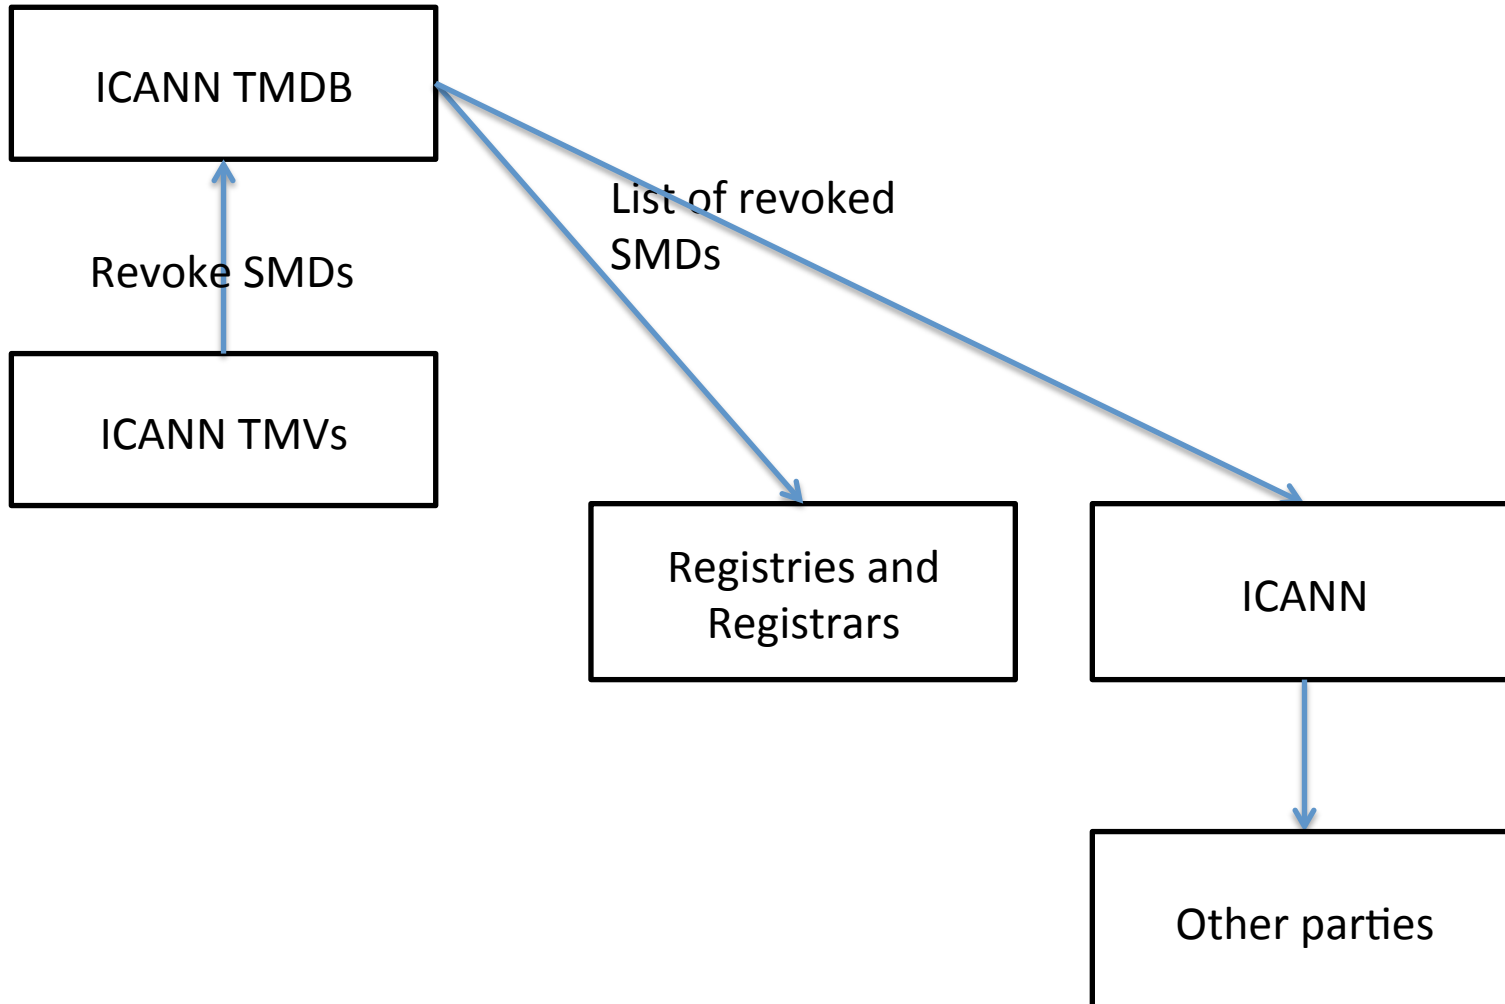 ICANN TMDB
List of revoked
SMDs
Revoke SMDs
ICANN TMVs
Registries and
Registrars
ICANN
Other parties